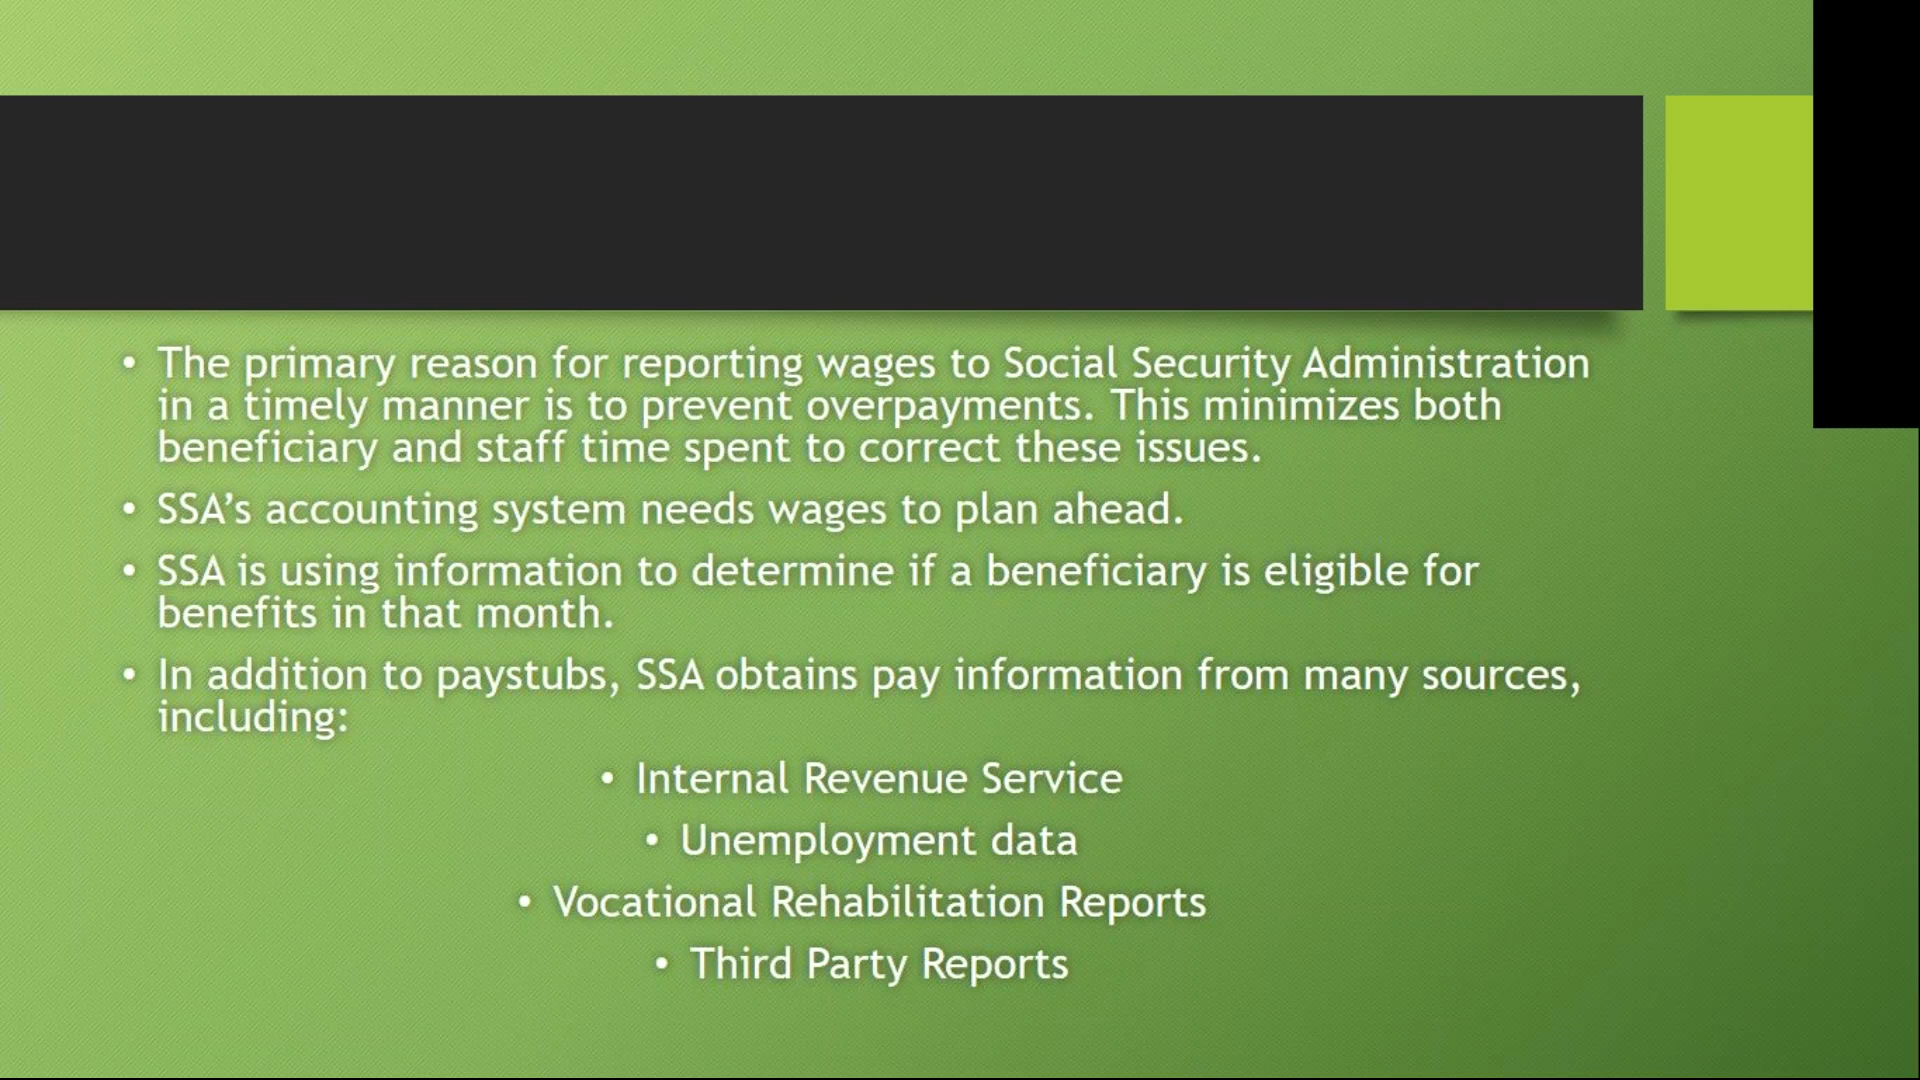 • The primary reason for reporting wages to Social Security Administration
in a timely manner is to prevent overpayments. This minimizes both
beneficiary and staff time spent to correct these issues.
• SSA’s accounting system needs wages to plan ahead.
• SSA is using information to determine if a beneficiary is eligible for
benefits in that month.
• In addition to paystubs, SSA obtains pay information from many sources,
including:
• Internal Revenue Service
• Unemployment data
• Vocational Rehabilitation Reports
• Third Party Reports